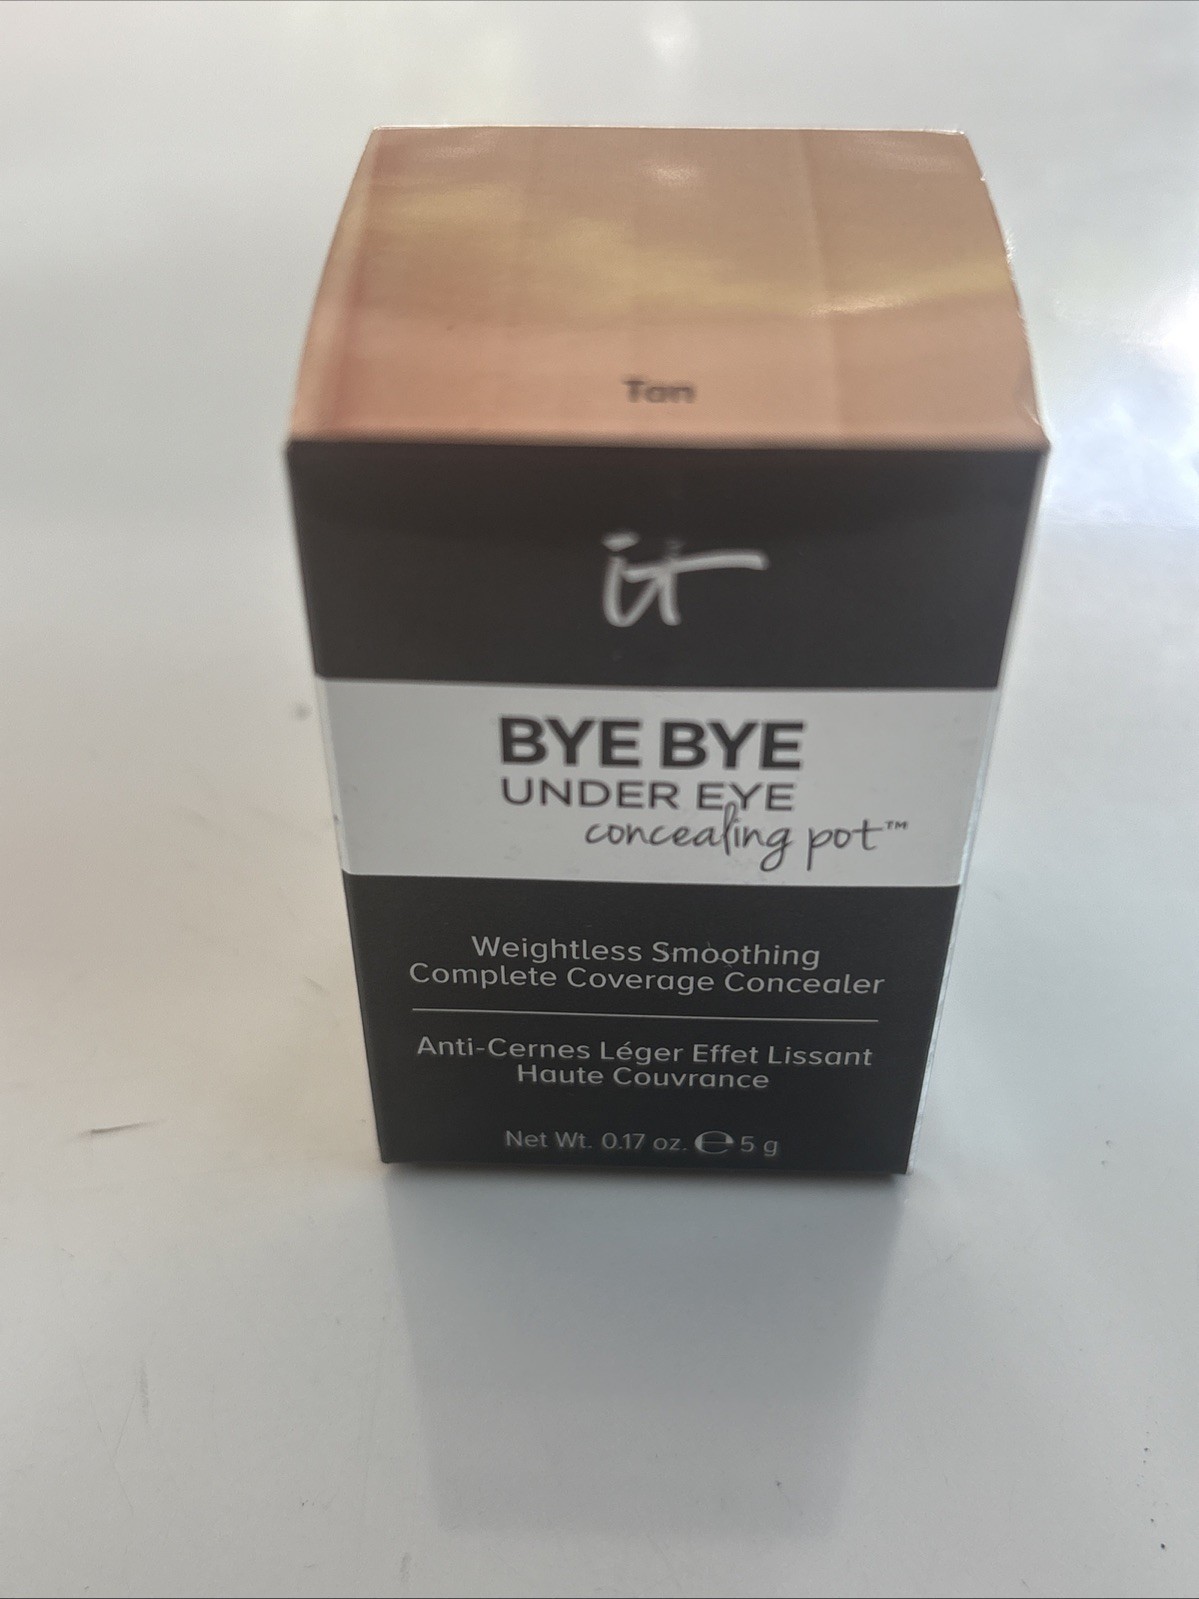 Tan
it
BYE BYE
UNDER EYE
concealing pot™
Weightless Smoothing
Complete Coverage Concealer
Anti-Cernes Léger Effet Lissant
Haute Couvrance
Net Wt. 0.17 oz. ℮ 5 g